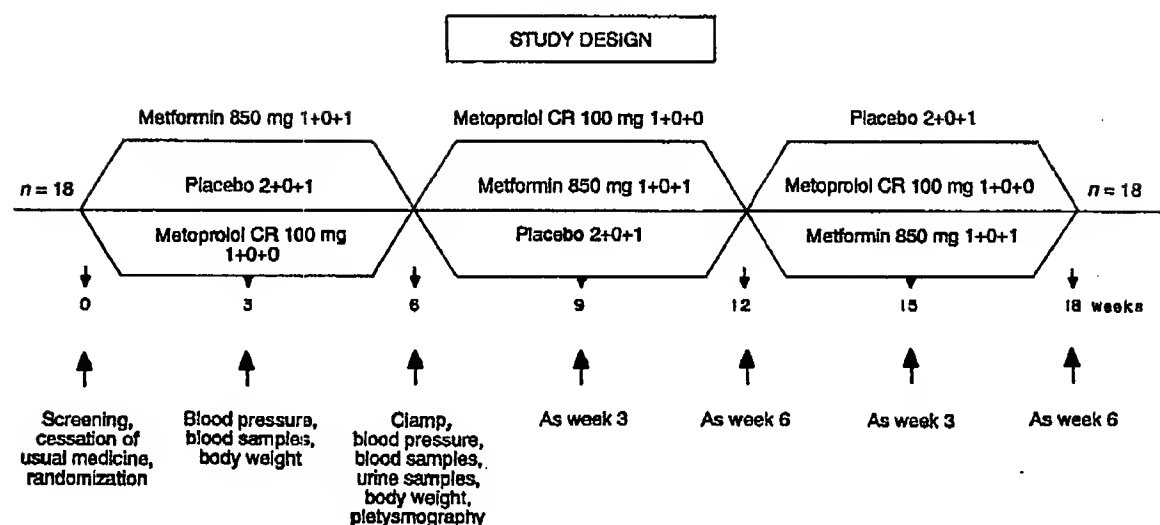 STUDY DESIGN
Metformin 850 mg 1+0+1
Metoprolol CR 100 mg 1+0+0
Placebo 2+0+1
n = 18
Placebo 2+0+1
Metformin 850 mg 1+0+1
Metoprolol CR 100 mg 1+0+0
n = 18
Metoprolol CR 100 mg
1+0+0
Placebo 2+0+1
Metformin 850 mg 1+0+1
0
3
6
9
12
15
18 weeks
Screening,
cessation of
usual medicine,
randomization
Blood pressure,
blood samples,
body weight
Clamp,
blood pressure,
blood samples,
urine samples,
body weight,
pletysmography
As week 3
As week 6
As week 3
As week 6